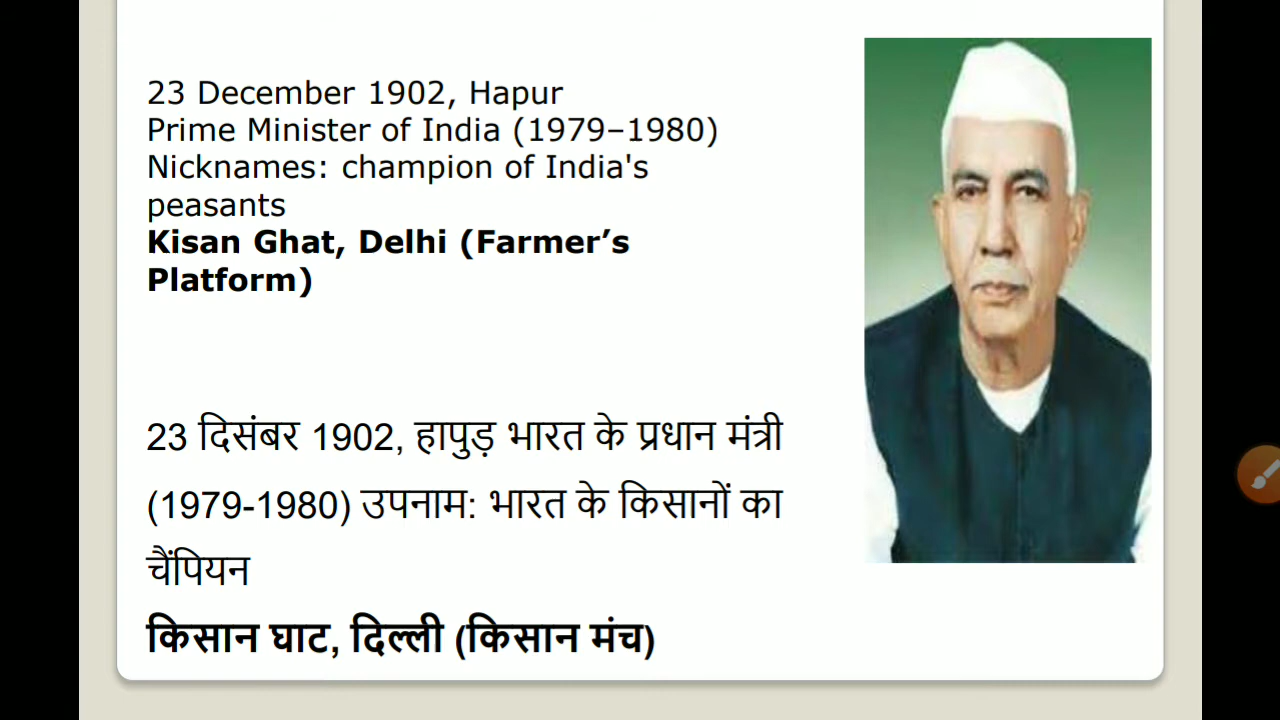 23 December 1902, Hapur
Prime Minister of India (1979–1980)
Nicknames: champion of India's
peasants
Kisan Ghat, Delhi (Farmer’s
Platform)
23 दिसंबर 1902, हापुड़ भारत के प्रधान मंत्री
(1979-1980) उपनाम: भारत के किसानों का
चैंपियन
किसान घाट, दिल्ली (किसान मंच)